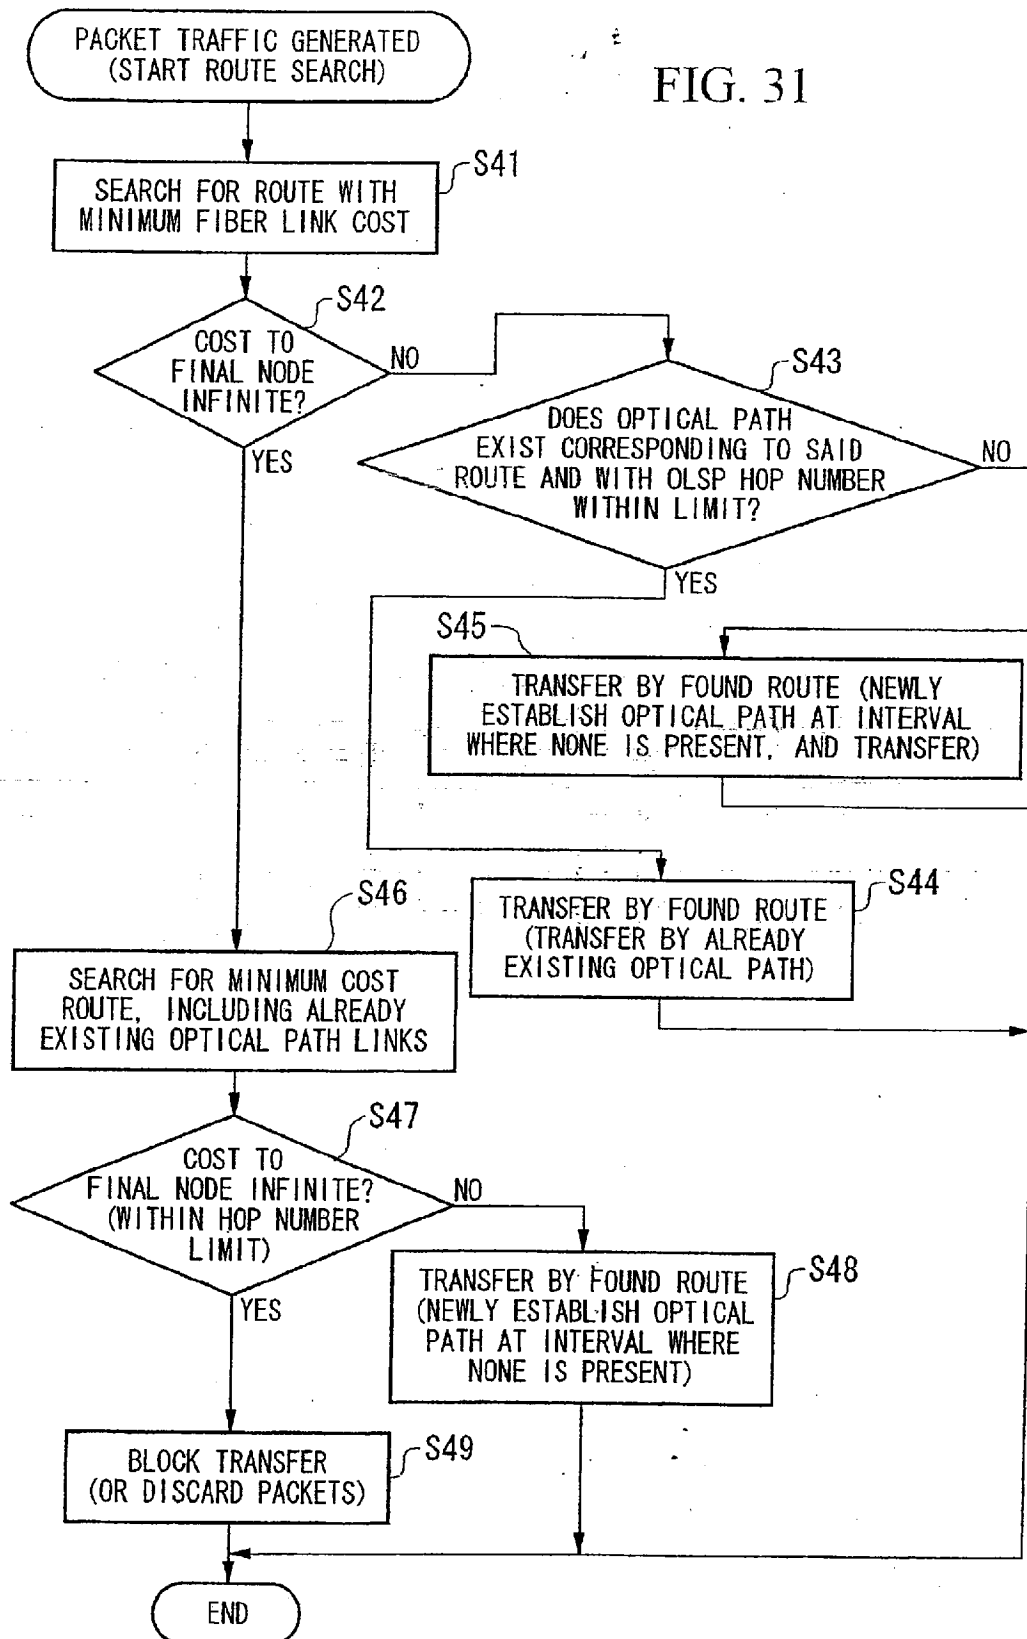 PACKET TRAFFIC GENERATED
(START ROUTE SEARCH)
FIG. 31
S41
SEARCH FOR ROUTE WITH
MINIMUM FIBER LINK COST
S42
COST TO
FINAL NODE
INFINITE?
NO
YES
S43
DOES OPTICAL PATH
EXIST CORRESPONDING TO SAID
ROUTE AND WITH OLSP HOP NUMBER
WITHIN LIMIT?
NO
YES
S45
TRANSFER BY FOUND ROUTE (NEWLY
ESTABLISH OPTICAL PATH AT INTERVAL
WHERE NONE IS PRESENT, AND TRANSFER)
S44
TRANSFER BY FOUND ROUTE
(TRANSFER BY ALREADY
EXISTING OPTICAL PATH)
S46
SEARCH FOR MINIMUM COST
ROUTE, INCLUDING ALREADY
EXISTING OPTICAL PATH LINKS
S47
COST TO
FINAL NODE INFINITE?
(WITHIN HOP NUMBER
LIMIT)
NO
YES
S48
TRANSFER BY FOUND ROUTE
(NEWLY ESTABLISH OPTICAL
PATH AT INTERVAL WHERE
NONE IS PRESENT)
S49
BLOCK TRANSFER
(OR DISCARD PACKETS)
END